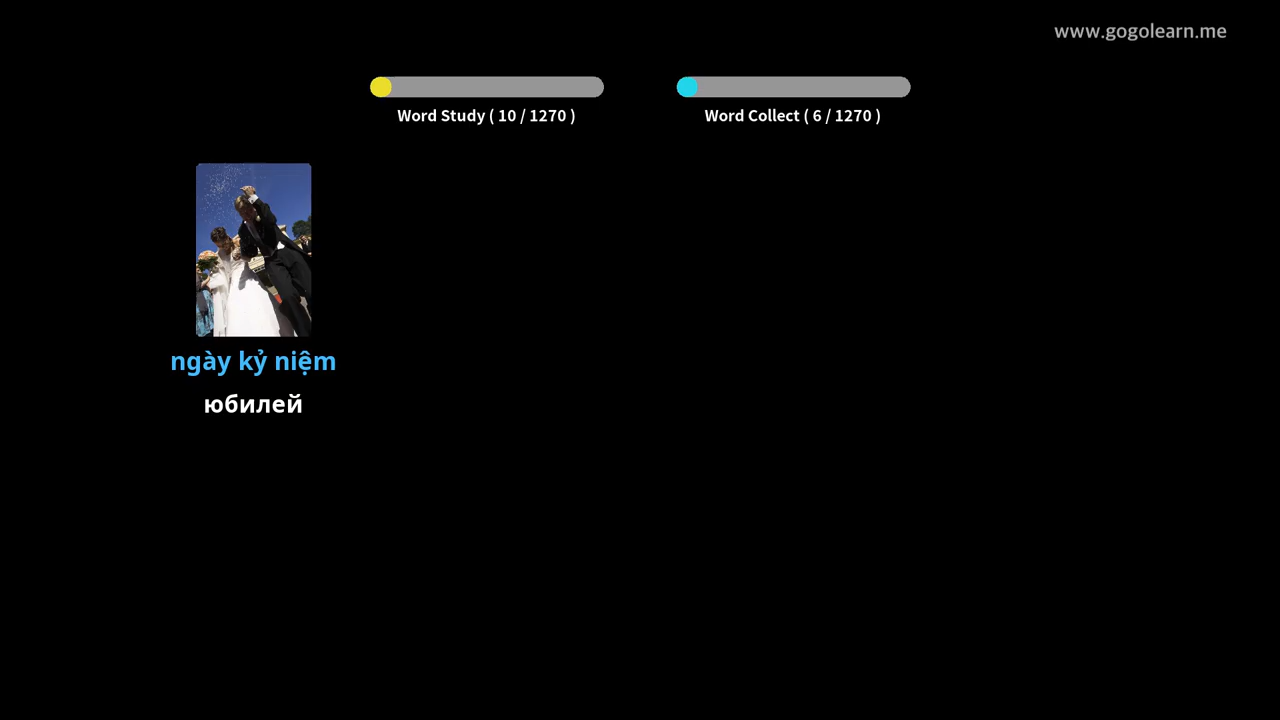 www.gogolearn.me
Word Study ( 10 / 1270 )
Word Collect ( 6 / 1270 )
ngày kỷ niệm
юбилей